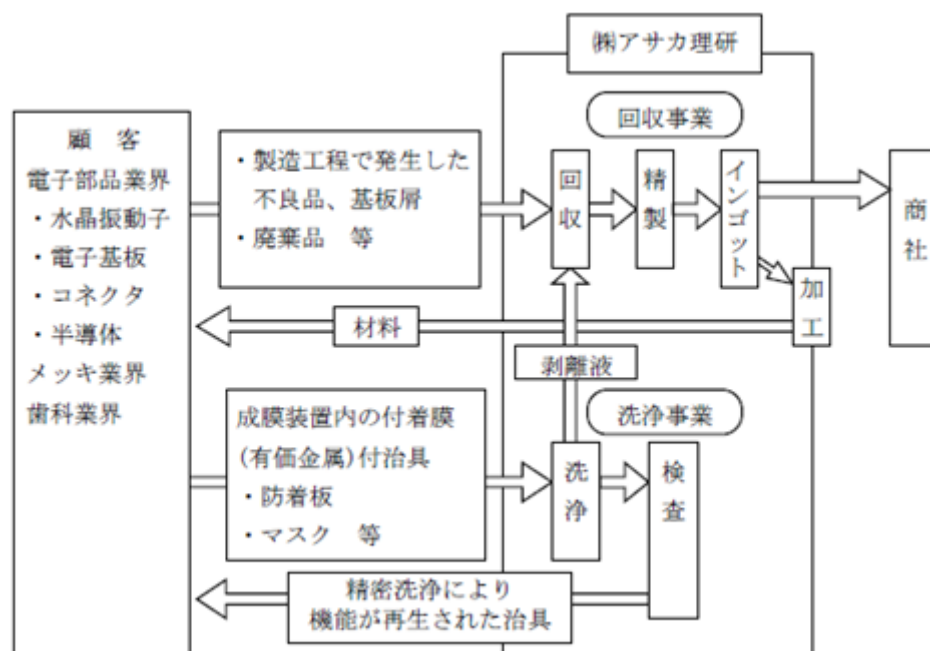 ㈱アサカ理研
回収事業
顧　客
電子部品業界
・水晶振動子
・電子基板
・コネクタ
・半導体
メッキ業界
歯科業界
・製造工程で発生した
不良品、基板層
・廃棄品　等
回収
精製
インゴット
商社
加工
材料
剥離液
洗浄事業
成膜装置内の付着膜
(有価金属)付治具
・防着板
・マスク　等
洗浄
検査
精密洗浄により
機能が再生された治具